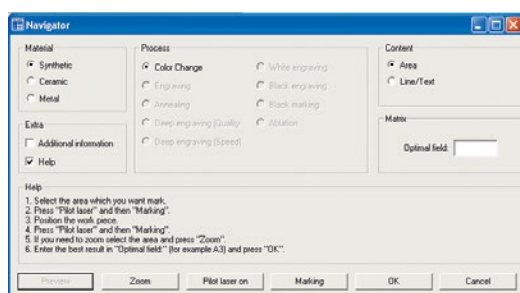 Navigator
Material
Synthetic
Ceramic
Metal
Extra
Additional information
Help
Process
Color Change
Engraving
Annealing
Deep engraving (Quality
Deep engraving (Speed)
White engraving
Black engraving
Black marking
Ablation
Content
Area
Line/Text
Matrix
Optimal field:
Help
1. Select the area which you want mark.
2. Press "Pilot laser" and then "Marking".
3. Position the work piece.
4. Press "Pilot laser" and then "Marking".
5. If you need to zoom select the area and press "Zoom".
6. Enter the best result in "Optimal field:" (for example A3) and press "OK".
Preview
Zoom
Pilot laser on
Marking
OK
Cancel